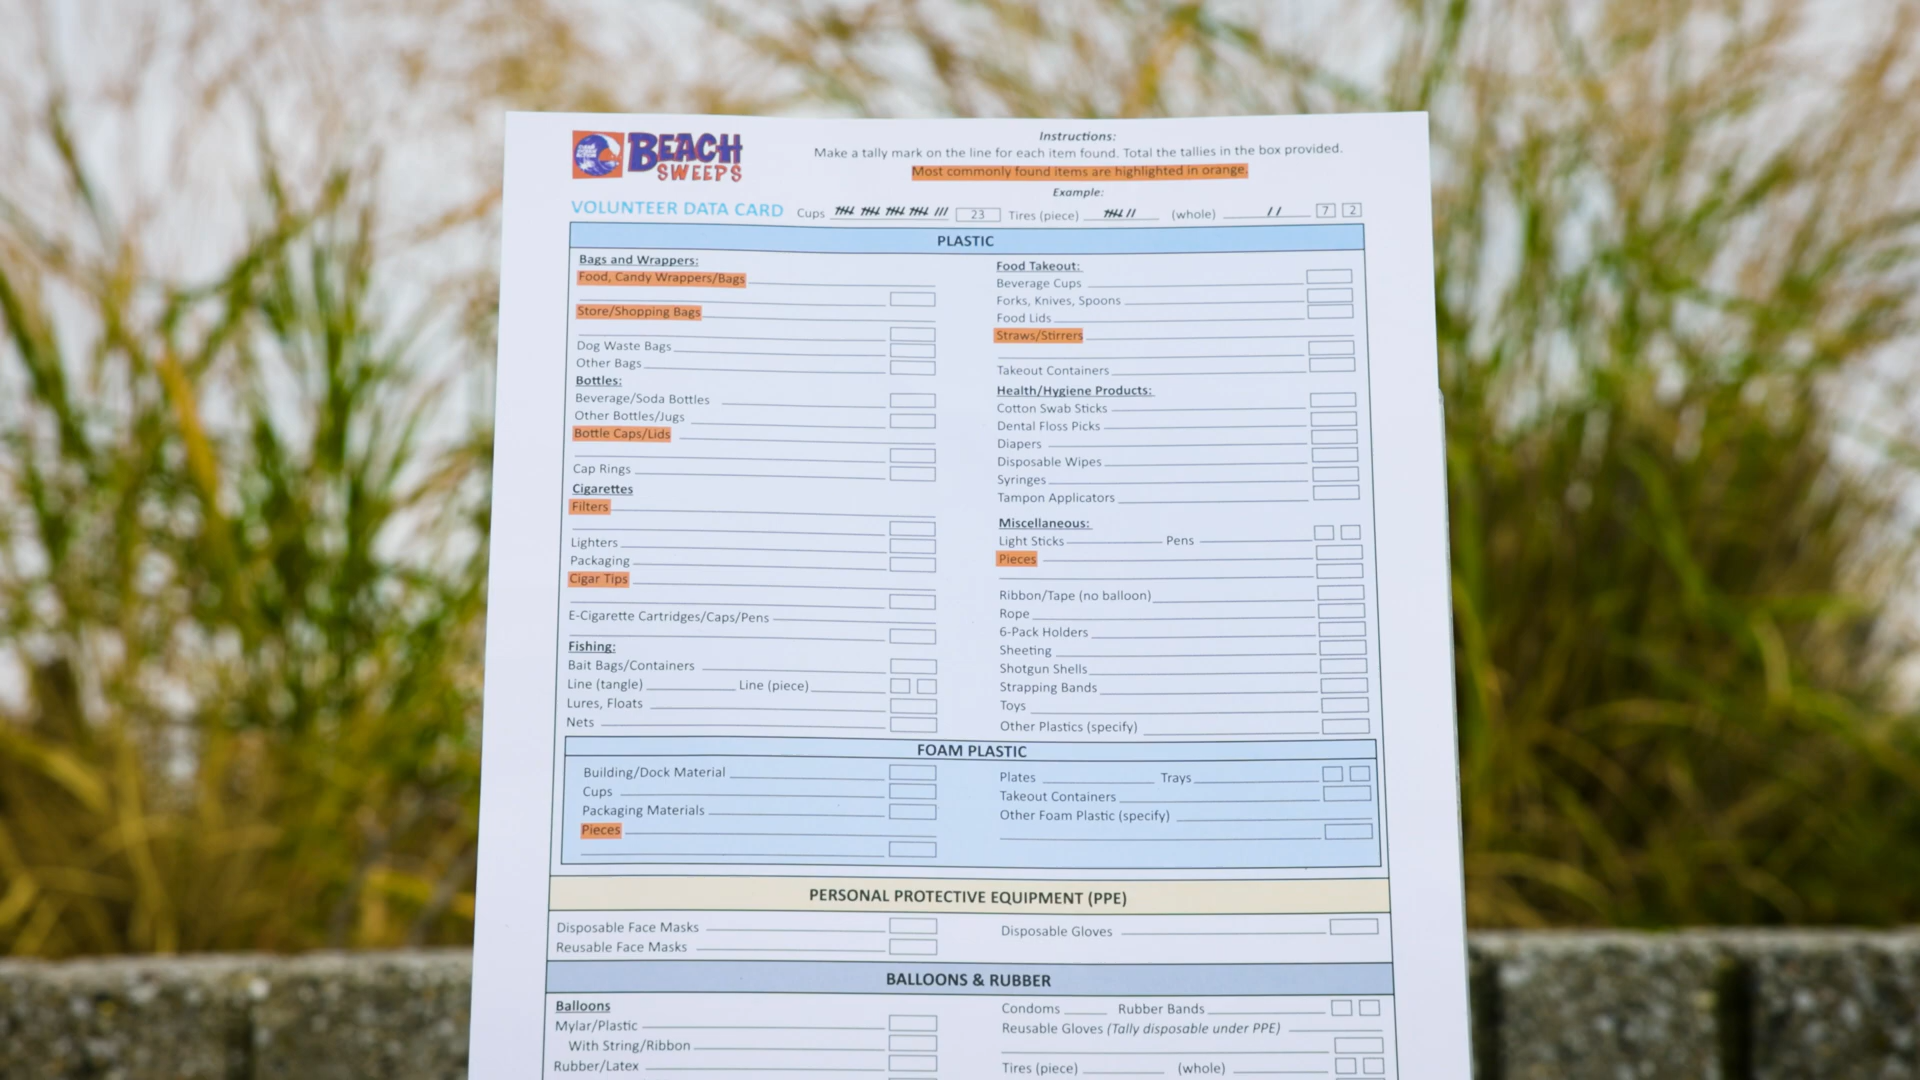 BEACH
SWEEPS
VOLUNTEER DATA CARD
Instructions:
Make a tally mark on the line for each item found. Total the tallies in the box provided.
Most commonly found items are highlighted in orange.
Example:
Cups 23 Tires (piece) (whole) 7 2
PLASTIC
Bags and Wrappers:
Food, Candy Wrappers/Bags
Store/Shopping Bags
Dog Waste Bags
Other Bags
Bottles:
Beverage/Soda Bottles
Other Bottles/Jugs
Bottle Caps/Lids
Cap Rings
Cigarettes
Filters
Lighters
Packaging
Cigar Tips
E-Cigarette Cartridges/Caps/Pens
Fishing:
Bait Bags/Containers
Line (tangle) Line (piece)
Lures, Floats
Nets
Food Takeout:
Beverage Cups
Forks, Knives, Spoons
Food Lids
Straws/Stirrers
Takeout Containers
Health/Hygiene Products:
Cotton Swab Sticks
Dental Floss Picks
Diapers
Disposable Wipes
Syringes
Tampon Applicators
Miscellaneous:
Light Sticks Pens
Pieces
Ribbon/Tape (no balloon)
Rope
6-Pack Holders
Sheeting
Shotgun Shells
Strapping Bands
Toys
Other Plastics (specify)
FOAM PLASTIC
Building/Dock Material
Cups
Packaging Materials
Pieces
Plates Trays
Takeout Containers
Other Foam Plastic (specify)
PERSONAL PROTECTIVE EQUIPMENT (PPE)
Disposable Face Masks
Reusable Face Masks
Disposable Gloves
BALLOONS & RUBBER
Balloons
Mylar/Plastic
With String/Ribbon
Rubber/Latex
Condoms Rubber Bands
Reusable Gloves (Tally disposable under PPE)
Tires (piece) (whole)